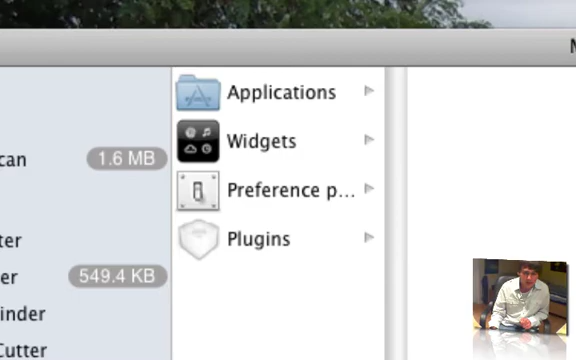 Applications
Widgets
can 1.6 MB
Preference p...
ter
Plugins
er 549.4 KB
inder
Cutter